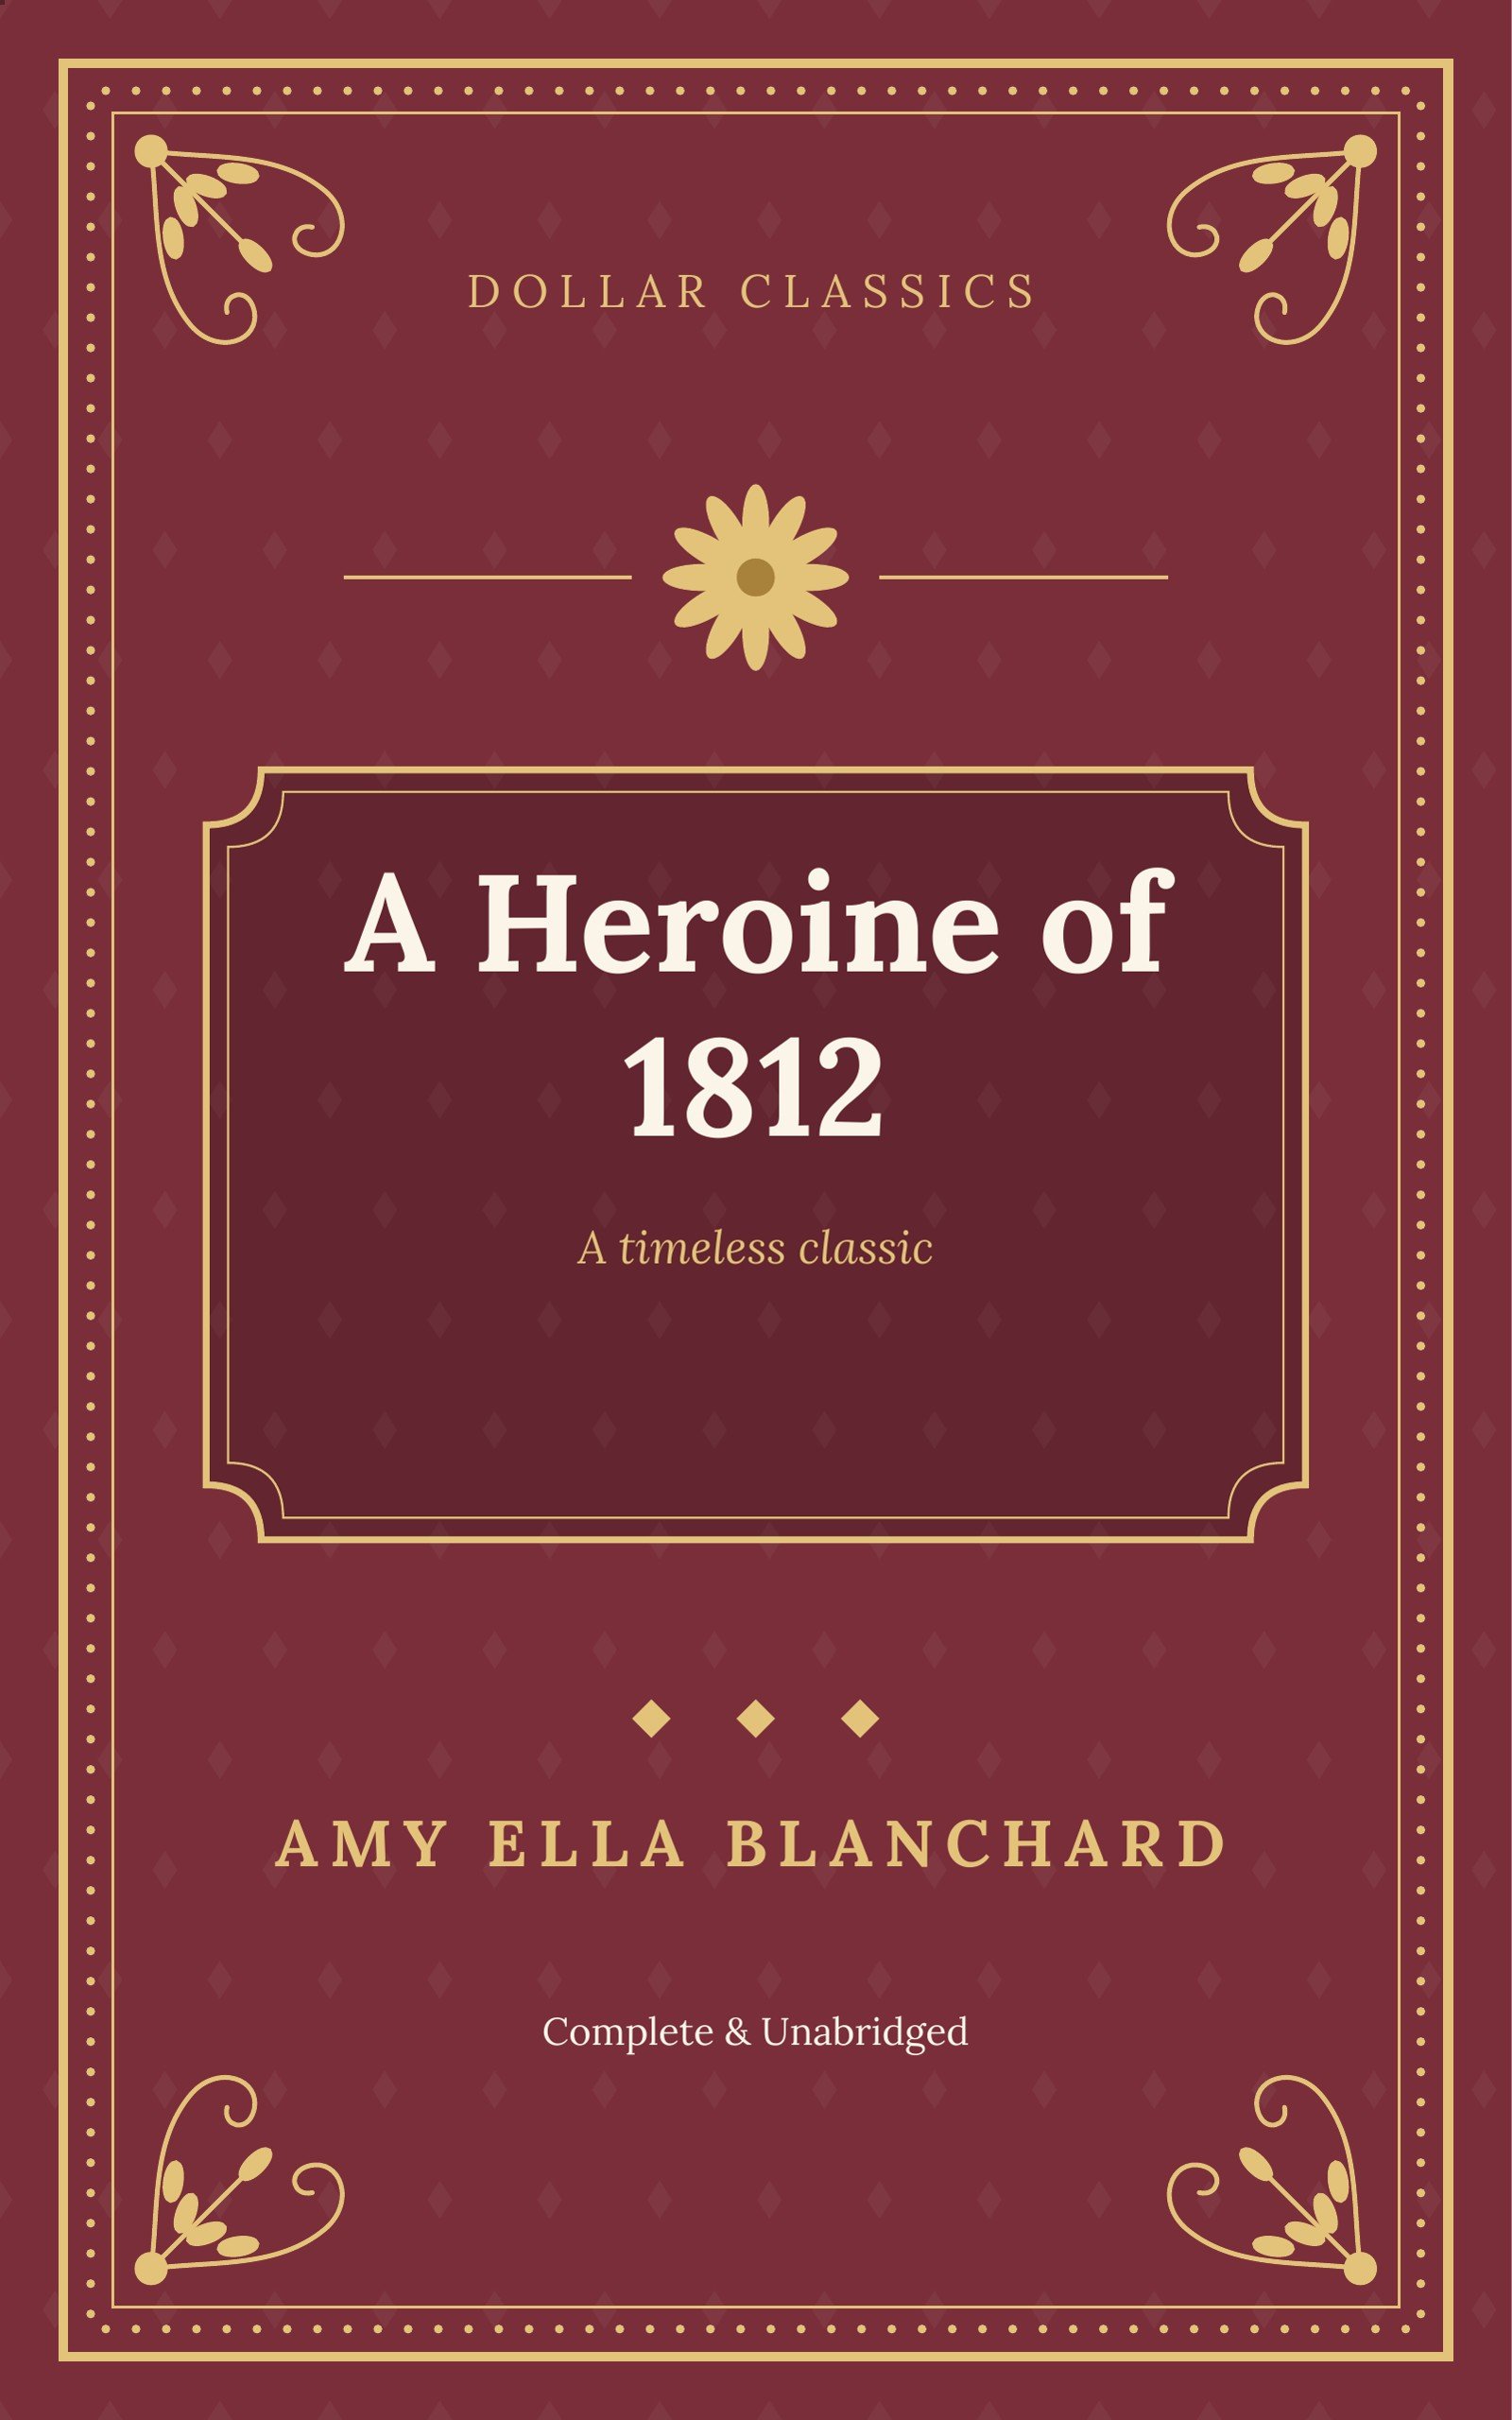 DOLLAR CLASSICS
A Heroine of
1812
A timeless classic
AMY ELLA BLANCHARD
Complete & Unabridged